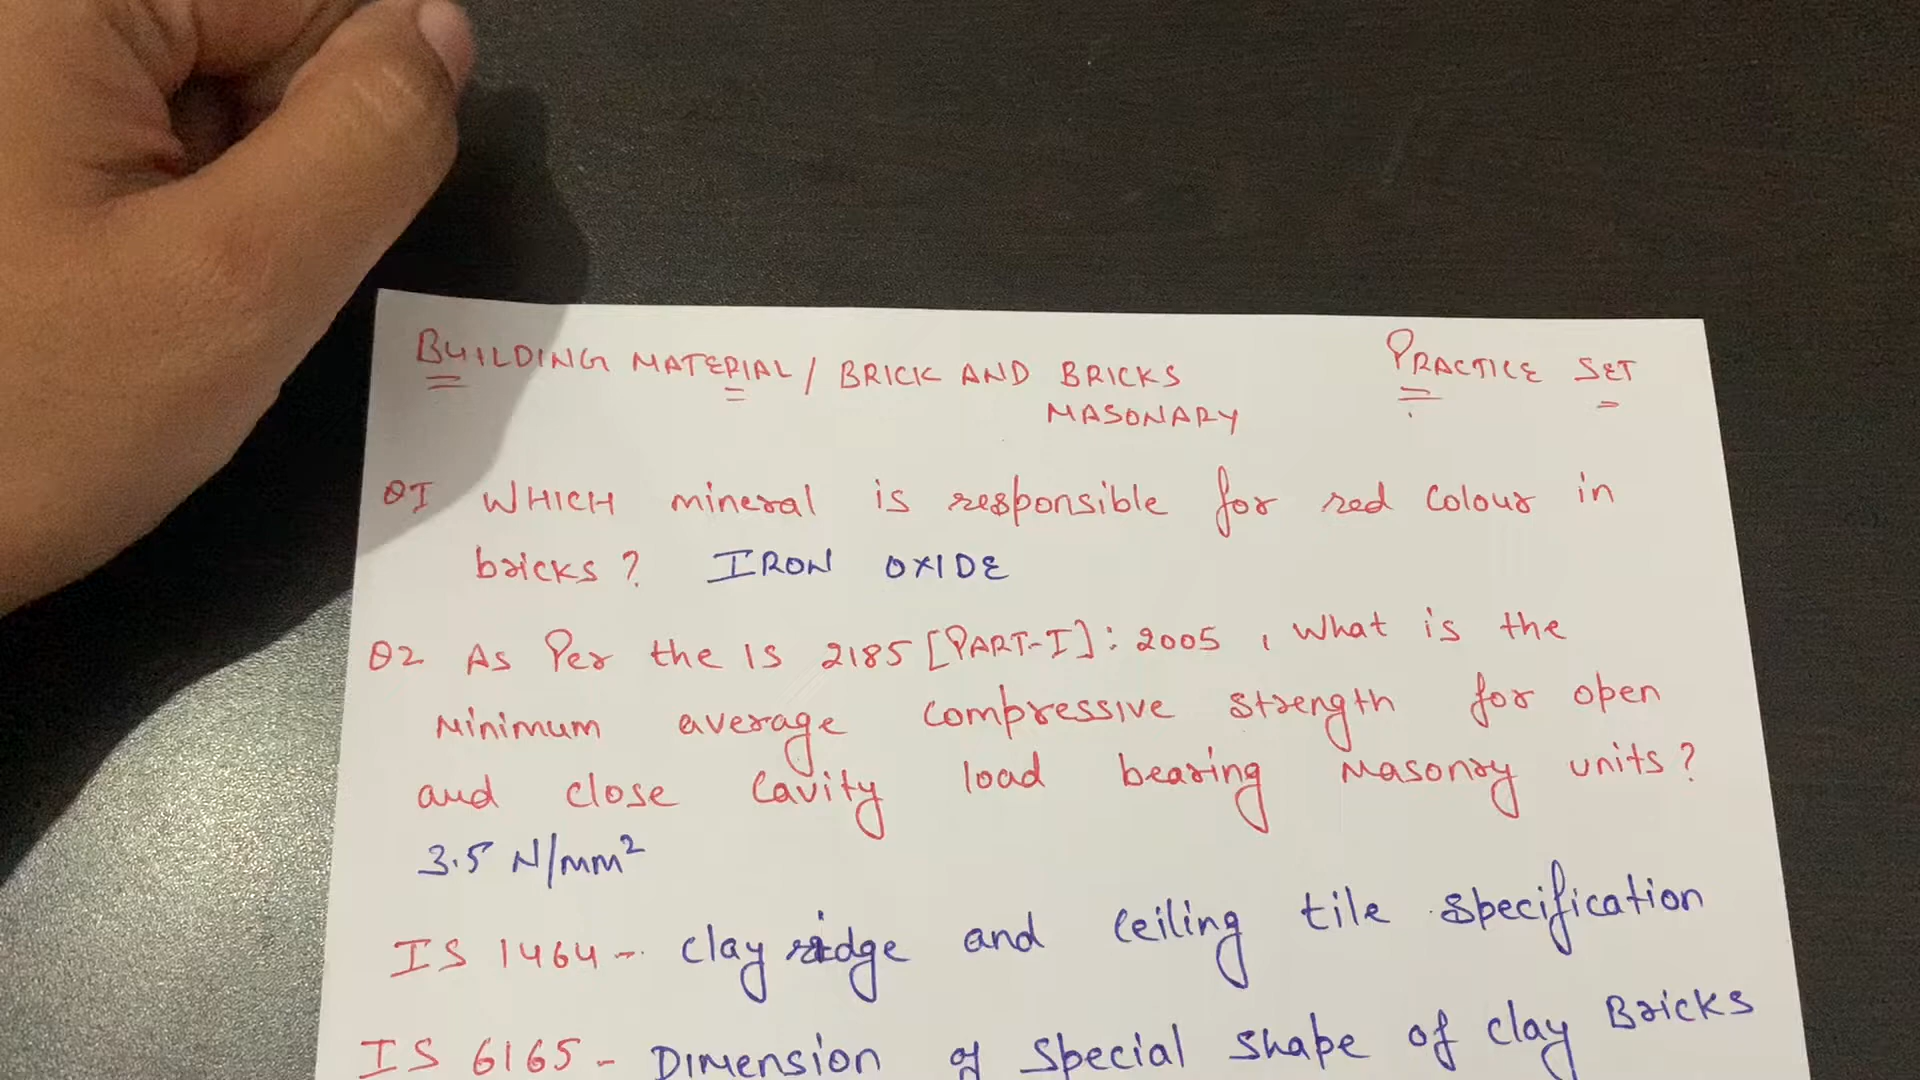 BUILDING MATERIAL / BRICK AND BRICKS
MASONARY
PRACTICE SET
Q1 WHICH mineral is responsible for red colour in
bricks? IRON OXIDE
Q2 As Per the IS 2185 [PART-I]: 2005, What is the
Minimum average compressive strength for open
and close cavity load bearing Masonry units?
3.5 N/mm²
IS 1464 - clay ridge and ceiling tile specification
IS 6165 - Dimension of special shape of clay Bricks